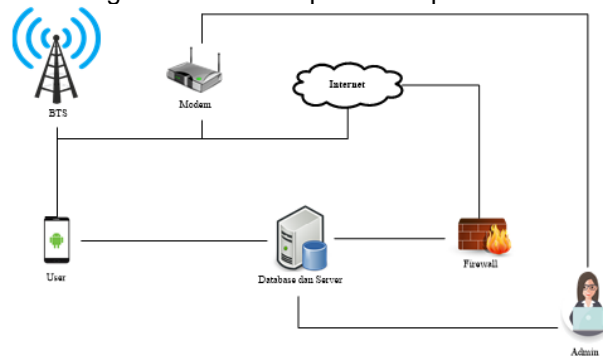 BTS
Modem
Internet
User
Database dan Server
Firewall
Admin